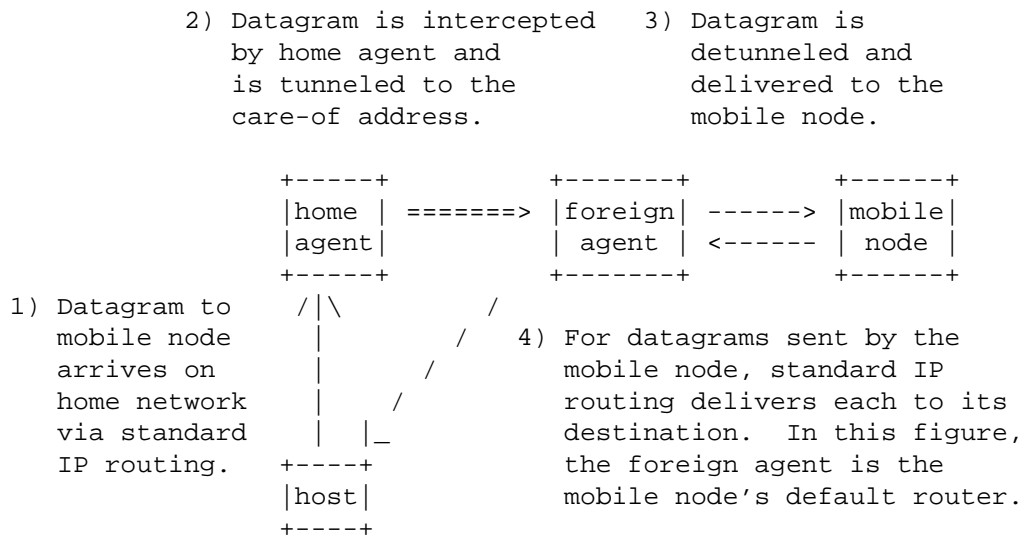 2) Datagram is intercepted   3) Datagram is
   by home agent and            detunneled and
   is tunneled to the           delivered to the
   care-of address.             mobile node.

             +-----+          +-------+         +------+
             |home | =======> |foreign| ------> |mobile|
             |agent|          | agent | <------ | node |
             +-----+          +-------+         +------+
1) Datagram to    /|\         /
   mobile node     |        /   4) For datagrams sent by the
   arrives on      |      /        mobile node, standard IP
   home network    |    /          routing delivers each to its
   via standard    |  |_           destination.  In this figure,
   IP routing.   +----+            the foreign agent is the
                 |host|            mobile node's default router.
                 +----+